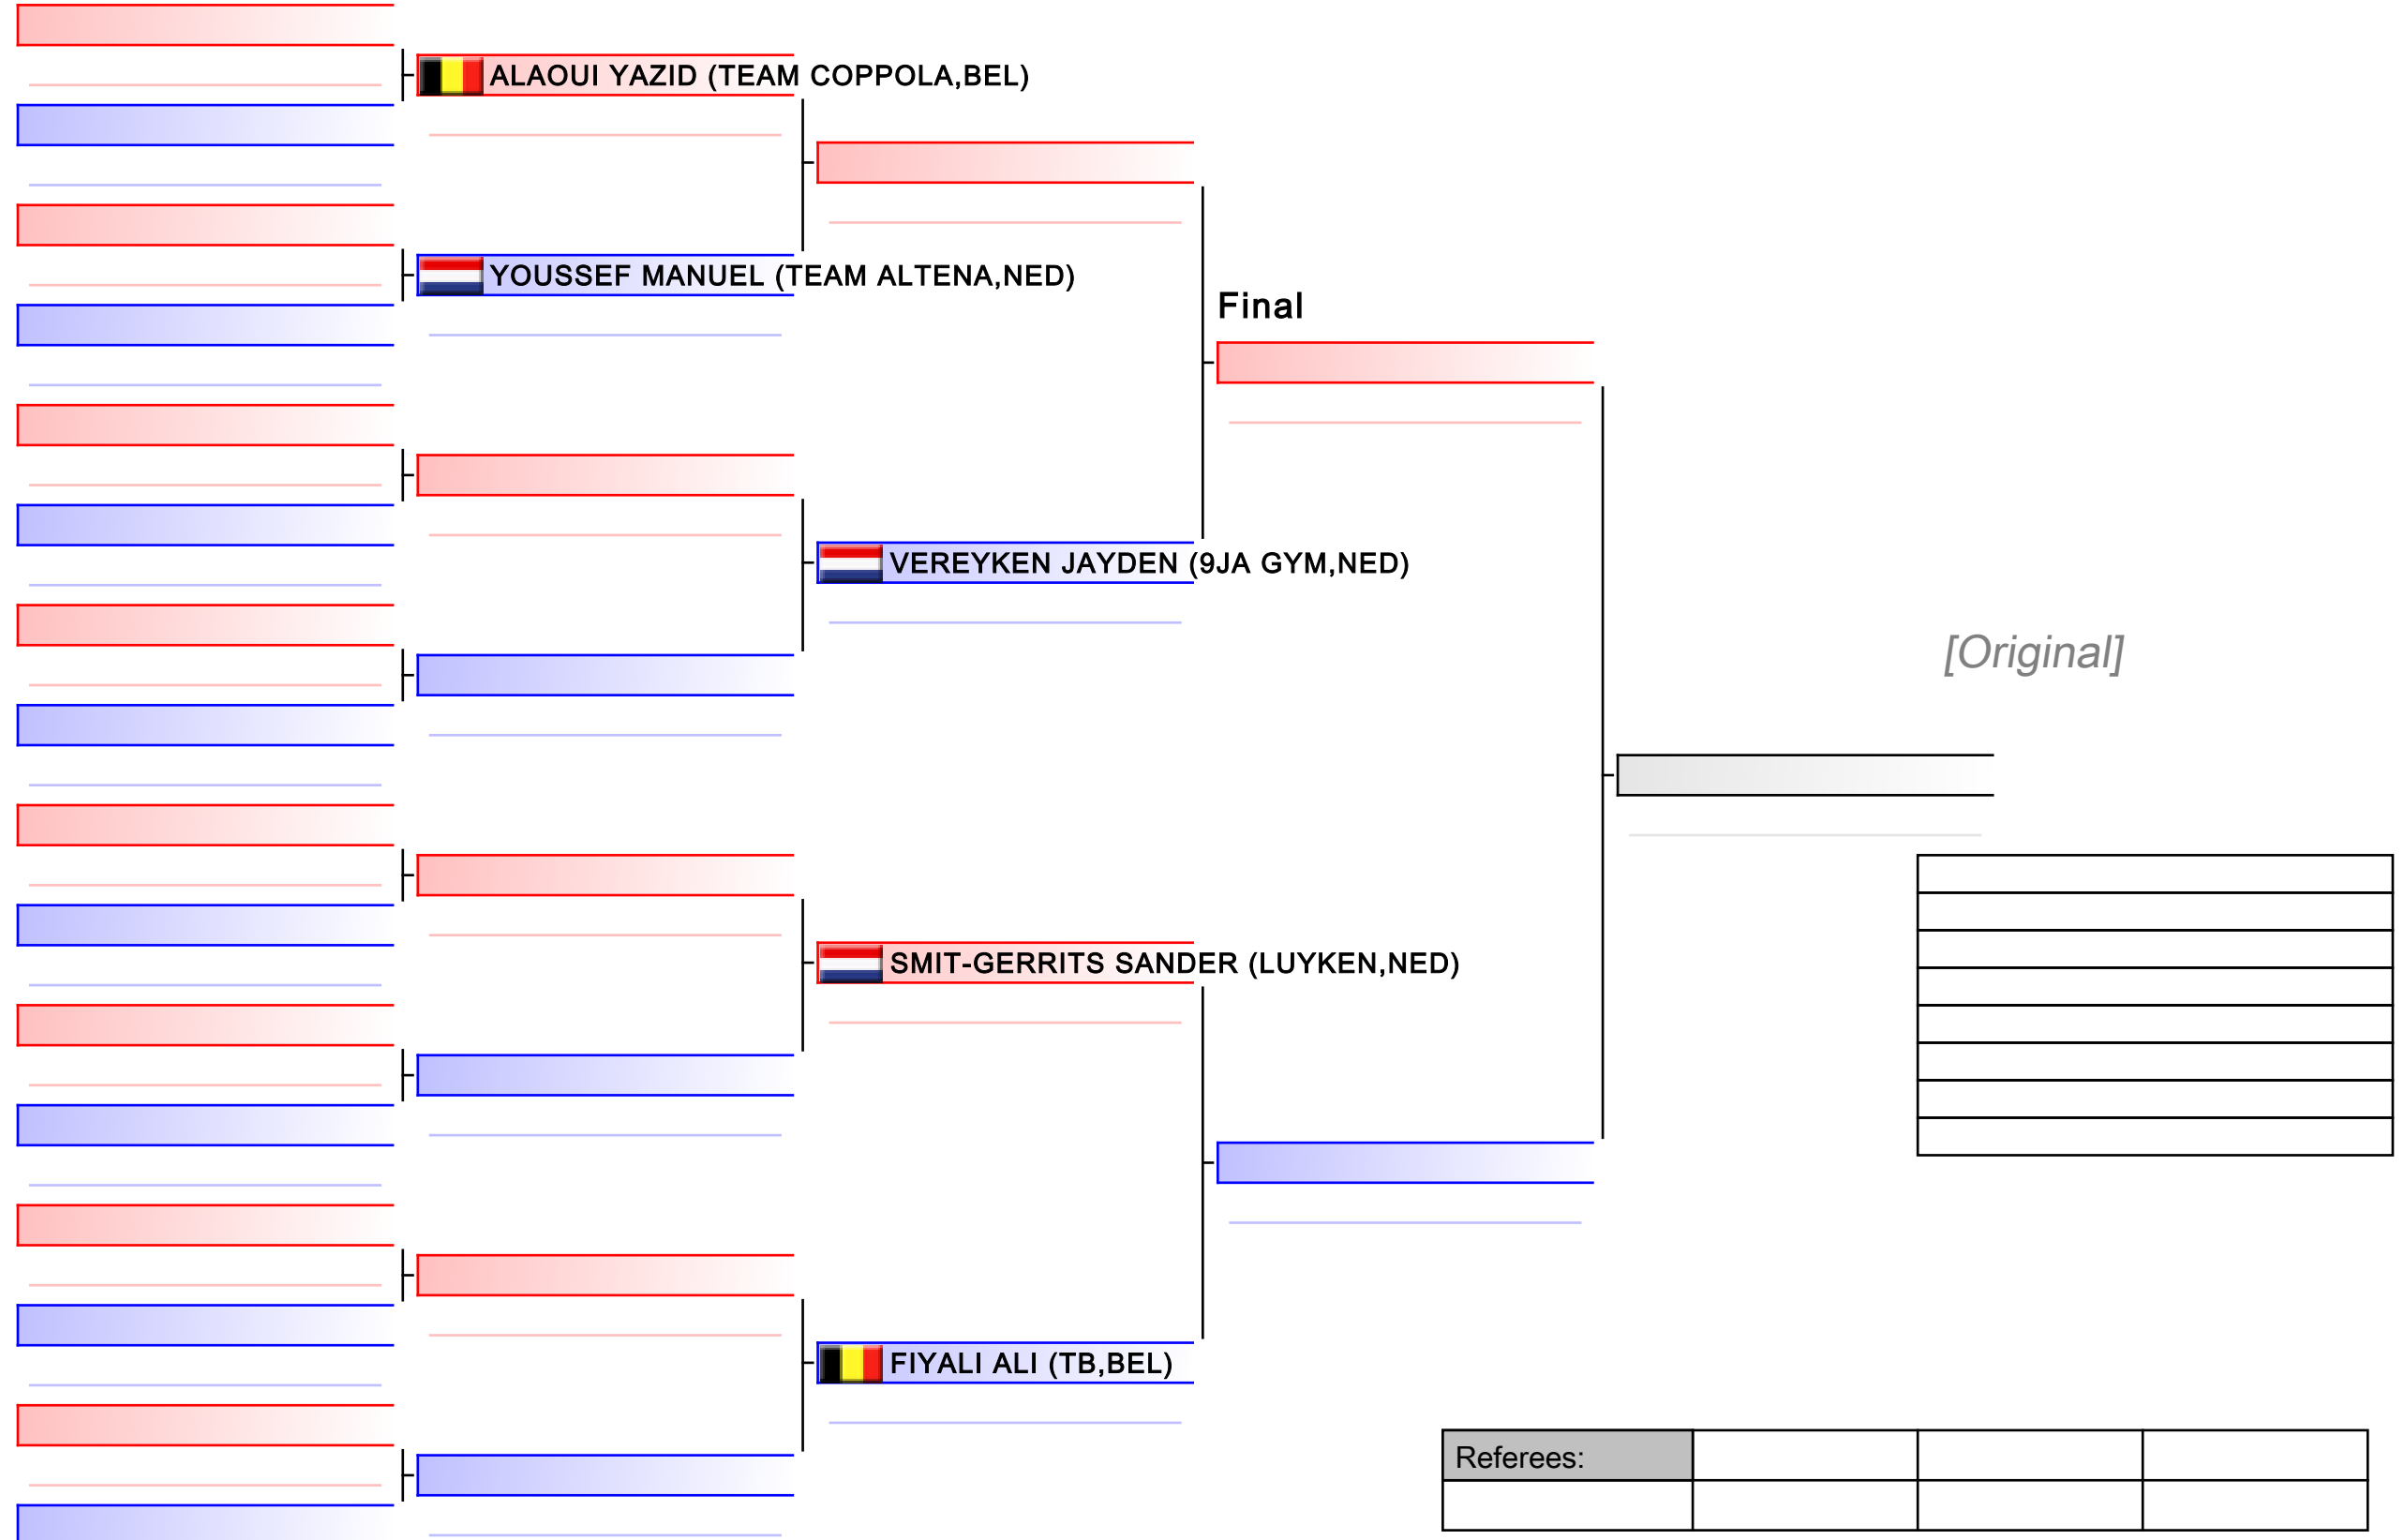 ALAOUI YAZID (TEAM COPPOLA,BEL)
YOUSSEF MANUEL (TEAM ALTENA,NED)
Final
VEREYKEN JAYDEN (9JA GYM,NED)
[Original]
SMIT-GERRITS SANDER (LUYKEN,NED)
FIYALI ALI (TB,BEL)
Referees: